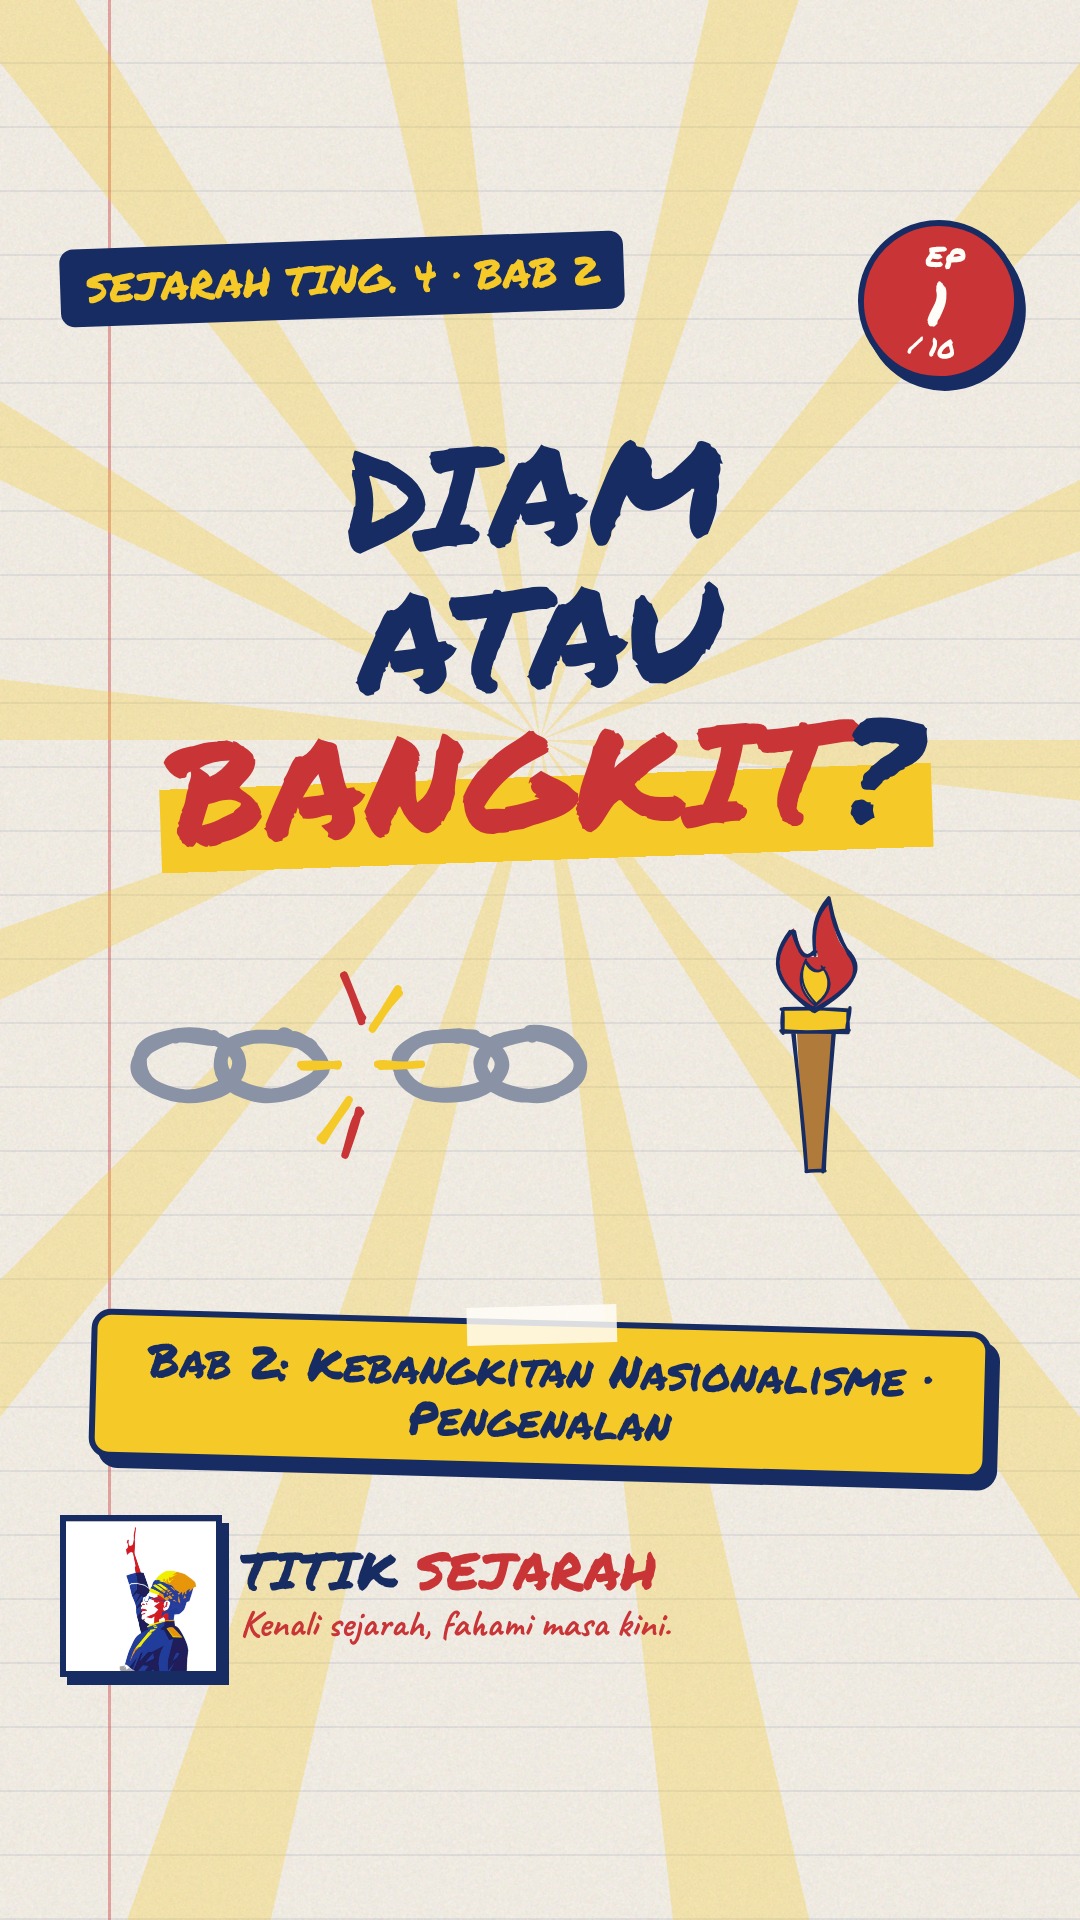 SEJARAH TING. 4 · BAB 2
EP
1
/ 10
DIAM
ATAU
BANGKIT?
Bab 2: Kebangkitan Nasionalisme ·
Pengenalan
TITIK SEJARAH
Kenali sejarah, fahami masa kini.